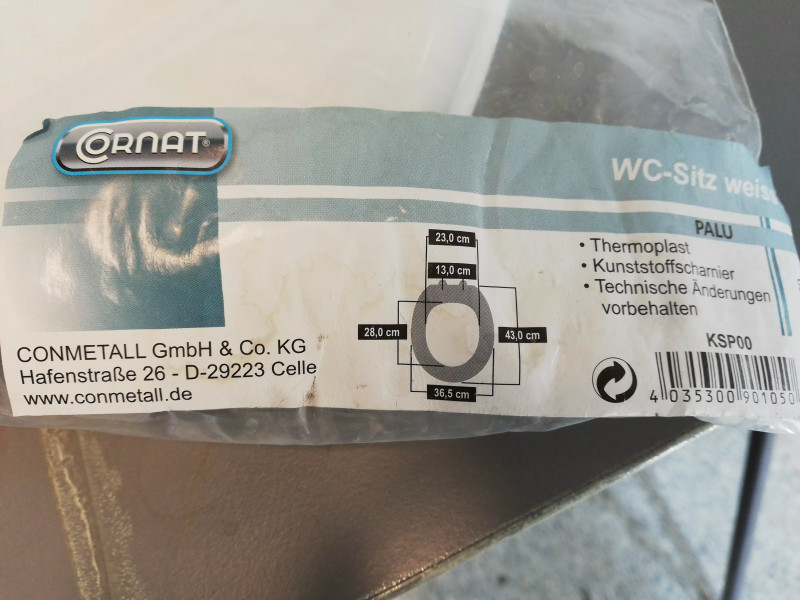 CORNAT®
WC-Sitz weiss
PALU
• Thermoplast
• Kunststoffscharnier
• Technische Änderungen
vorbehalten
KSP00
4 035300 901050
23,0 cm
13,0 cm
28,0 cm
43,0 cm
36,5 cm
CONMETALL GmbH & Co. KG
Hafenstraße 26 - D-29223 Celle
www.conmetall.de